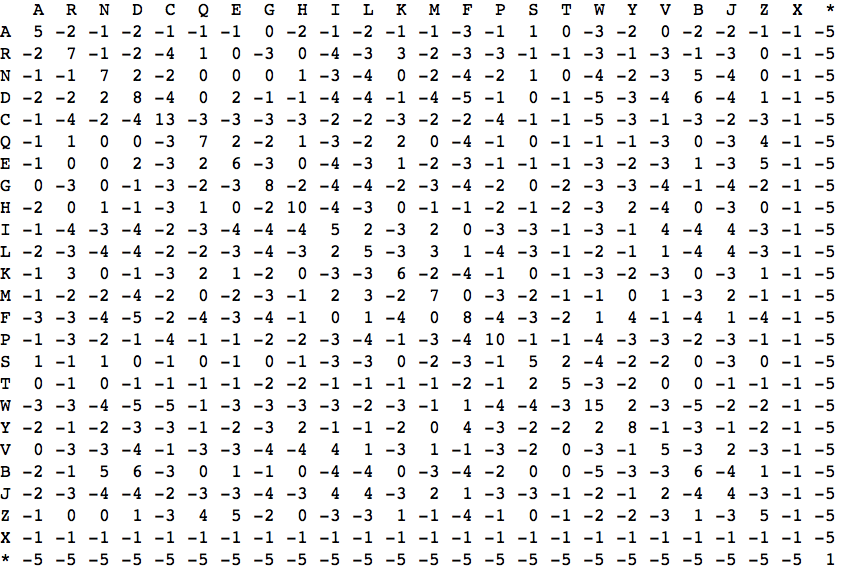 A R N D C Q E G H I L K M F P S T W Y V B J Z X *
A 5 -2 -1 -2 -1 -1 -1 0 -2 -1 -2 -1 -1 -3 -1 1 0 -3 -2 0 -2 -2 -1 -1 -5
R -2 7 -1 -2 -4 1 0 -3 0 -4 -3 3 -2 -3 -3 -1 -1 -3 -1 -3 -1 -3 0 -1 -5
N -1 -1 7 2 -2 0 0 0 1 -3 -4 0 -2 -4 -2 1 0 -4 -2 -3 5 -4 0 -1 -5
D -2 -2 2 8 -4 0 2 -1 -1 -4 -4 -1 -4 -5 -1 0 -1 -5 -3 -4 6 -4 1 -1 -5
C -1 -4 -2 -4 13 -3 -3 -3 -3 -2 -2 -3 -2 -2 -4 -1 -1 -5 -3 -1 -3 -2 -3 -1 -5
Q -1 1 0 0 -3 7 2 -2 1 -3 -2 2 0 -4 -1 0 -1 -1 -1 -3 0 -3 4 -1 -5
E -1 0 0 2 -3 2 6 -3 0 -4 -3 1 -2 -3 -1 -1 -1 -3 -2 -3 1 -3 5 -1 -5
G 0 -3 0 -1 -3 -2 -3 8 -2 -4 -4 -2 -3 -4 -2 0 -2 -3 -3 -4 -1 -4 -2 -1 -5
H -2 0 1 -1 -3 1 0 -2 10 -4 -3 0 -1 -1 -2 -1 -2 -3 2 -4 0 -3 0 -1 -5
I -1 -4 -3 -4 -2 -3 -4 -4 -4 5 2 -3 2 0 -3 -3 -1 -3 -1 4 -4 4 -3 -1 -5
L -2 -3 -4 -4 -2 -2 -3 -4 -3 2 5 -3 3 1 -4 -3 -1 -2 -1 1 -4 4 -3 -1 -5
K -1 3 0 -1 -3 2 1 -2 0 -3 -3 6 -2 -4 -1 0 -1 -3 -2 -3 0 -3 1 -1 -5
M -1 -2 -2 -4 -2 0 -2 -3 -1 2 3 -2 7 0 -3 -2 -1 -1 0 1 -3 2 -1 -1 -5
F -3 -3 -4 -5 -2 -4 -3 -4 -1 0 1 -4 0 8 -4 -3 -2 1 4 -1 -4 1 -4 -1 -5
P -1 -3 -2 -1 -4 -1 -1 -2 -2 -3 -4 -1 -3 -4 10 -1 -1 -4 -3 -3 -2 -3 -1 -1 -5
S 1 -1 1 0 -1 0 -1 0 -1 -3 -3 0 -2 -3 -1 5 2 -4 -2 -2 0 -3 0 -1 -5
T 0 -1 0 -1 -1 -1 -1 -2 -2 -1 -1 -1 -1 -2 -1 2 5 -3 -2 0 0 -1 -1 -1 -5
W -3 -3 -4 -5 -5 -1 -3 -3 -3 -3 -2 -3 -1 1 -4 -4 -3 15 2 -3 -5 -2 -2 -1 -5
Y -2 -1 -2 -3 -3 -1 -2 -3 2 -1 -1 -2 0 4 -3 -2 -2 2 8 -1 -3 -1 -2 -1 -5
V 0 -3 -3 -4 -1 -3 -3 -4 -4 4 1 -3 1 -1 -3 -2 0 -3 -1 5 -3 2 -3 -1 -5
B -2 -1 5 6 -3 0 1 -1 0 -4 -4 0 -3 -4 -2 0 0 -5 -3 -3 6 -4 1 -1 -5
J -2 -3 -4 -4 -2 -3 -3 -4 -3 4 4 -3 2 1 -3 -3 -1 -2 -1 2 -4 4 -3 -1 -5
Z -1 0 0 1 -3 4 5 -2 0 -3 -3 1 -1 -4 -1 0 -1 -2 -2 -3 1 -3 5 -1 -5
X -1 -1 -1 -1 -1 -1 -1 -1 -1 -1 -1 -1 -1 -1 -1 -1 -1 -1 -1 -1 -1 -1 -1 -1 -5
* -5 -5 -5 -5 -5 -5 -5 -5 -5 -5 -5 -5 -5 -5 -5 -5 -5 -5 -5 -5 -5 -5 -5 -5 1